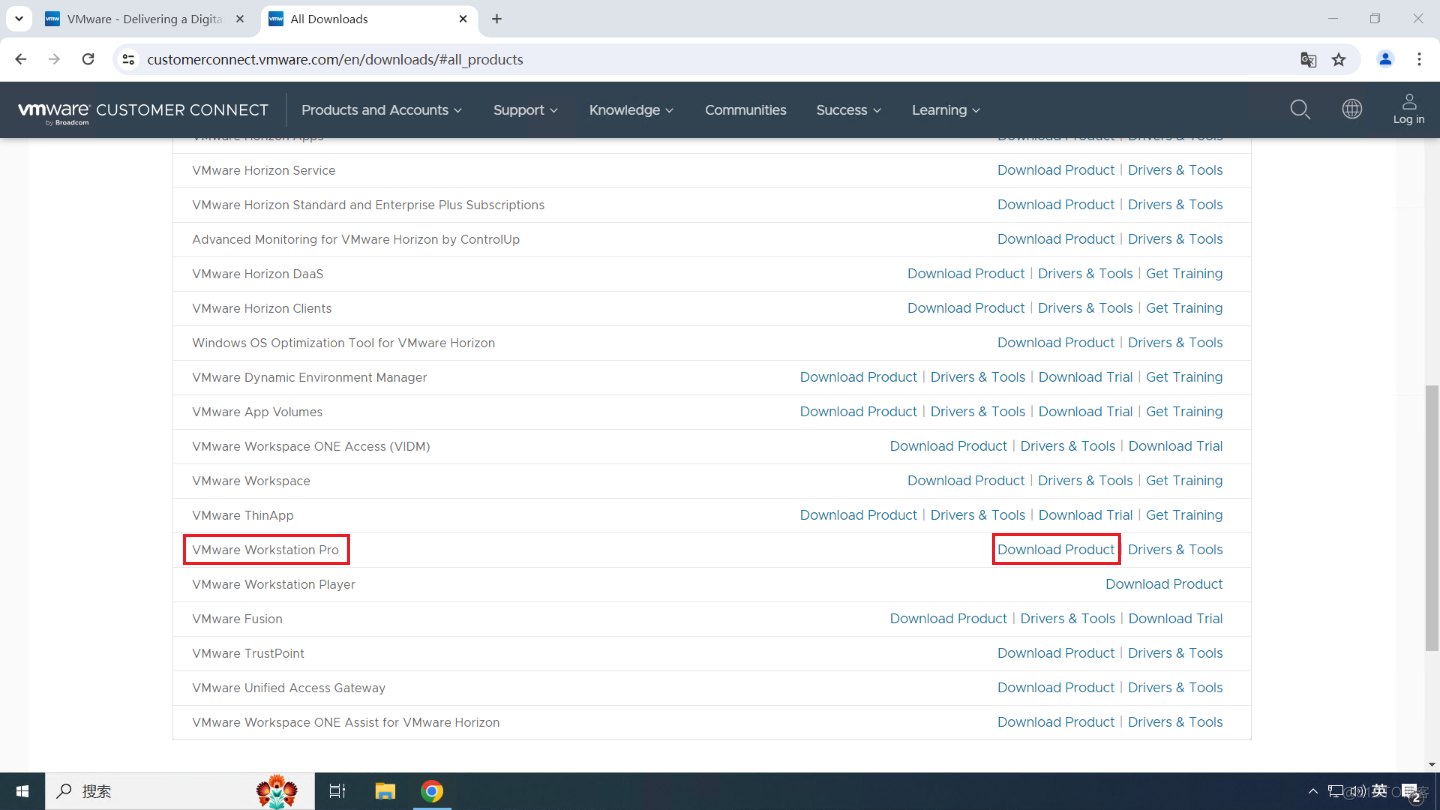 VMware - Delivering a Digita
All Downloads
customerconnect.vmware.com/en/downloads/#all_products
vmware by Broadcom CUSTOMER CONNECT Products and Accounts Support Knowledge Communities Success Learning Log in
VMware Horizon Apps Download Product | Drivers & Tools
VMware Horizon Service Download Product | Drivers & Tools
VMware Horizon Standard and Enterprise Plus Subscriptions Download Product | Drivers & Tools
Advanced Monitoring for VMware Horizon by ControlUp Download Product | Drivers & Tools
VMware Horizon DaaS Download Product | Drivers & Tools | Get Training
VMware Horizon Clients Download Product | Drivers & Tools | Get Training
Windows OS Optimization Tool for VMware Horizon Download Product | Drivers & Tools
VMware Dynamic Environment Manager Download Product | Drivers & Tools | Download Trial | Get Training
VMware App Volumes Download Product | Drivers & Tools | Download Trial | Get Training
VMware Workspace ONE Access (VIDM) Download Product | Drivers & Tools | Download Trial
VMware Workspace Download Product | Drivers & Tools | Get Training
VMware ThinApp Download Product | Drivers & Tools | Download Trial | Get Training
VMware Workstation Pro Download Product | Drivers & Tools
VMware Workstation Player Download Product
VMware Fusion Download Product | Drivers & Tools | Download Trial
VMware TrustPoint Download Product | Drivers & Tools
VMware Unified Access Gateway Download Product | Drivers & Tools
VMware Workspace ONE Assist for VMware Horizon Download Product | Drivers & Tools
搜索 英 2